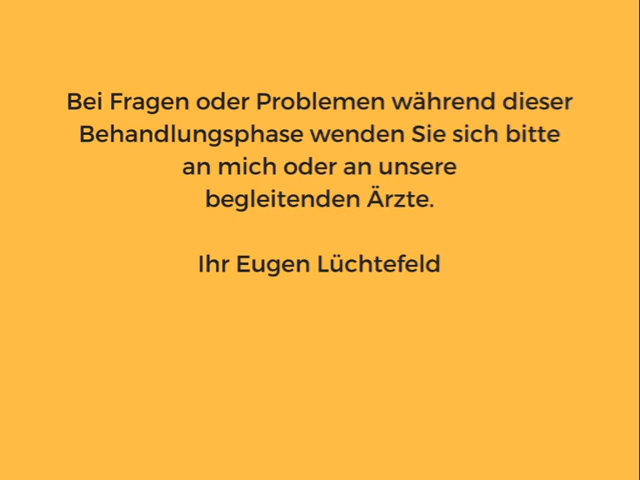 Bei Fragen oder Problemen während dieser
Behandlungsphase wenden Sie sich bitte
an mich oder an unsere
begleitenden Ärzte.
Ihr Eugen Lüchtefeld